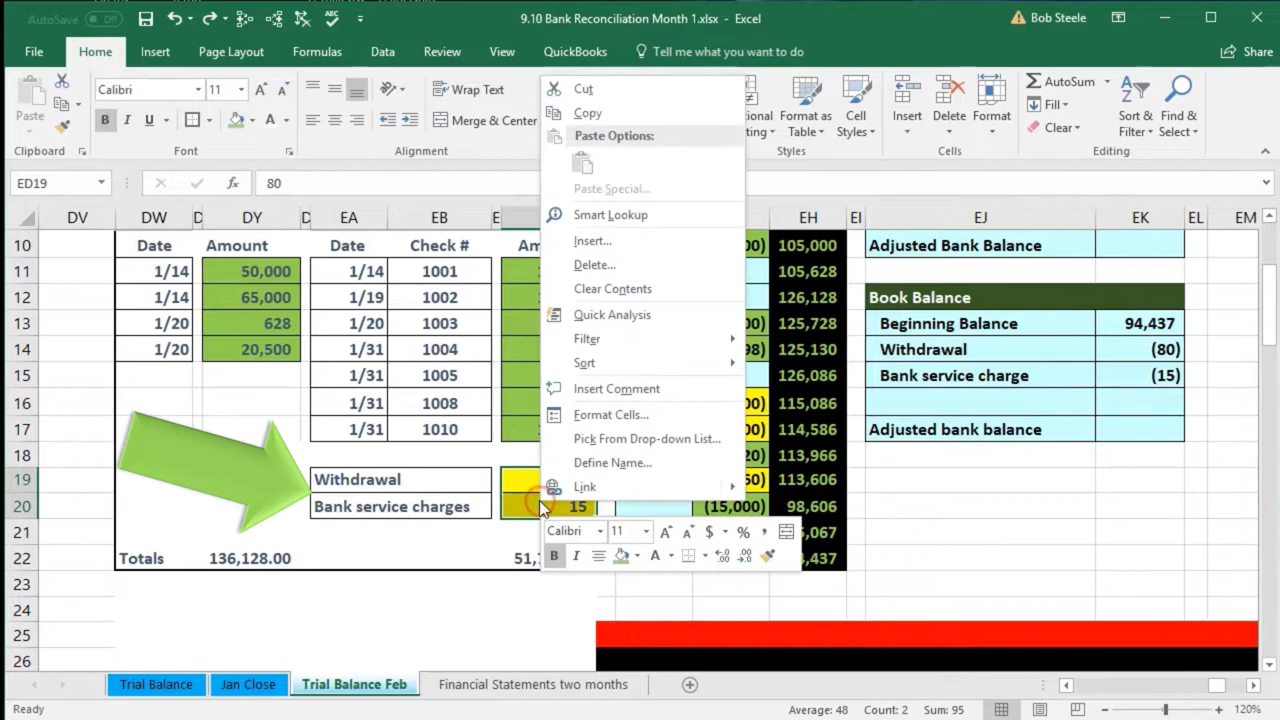 AutoSave Off 9.10 Bank Reconciliation Month 1.xlsx - Excel Bob Steele
File Home Insert Page Layout Formulas Data Review View QuickBooks Tell me what you want to do Share
Paste Calibri 11 Wrap Text Merge & Center
Format as Table Cell Styles Insert Delete Format AutoSum Fill Clear Sort & Filter Find & Select
Clipboard Font Alignment Styles Cells Editing
ED19 fx 80
Cut
Copy
Paste Options:
Paste Special...
Smart Lookup
Insert...
Delete...
Clear Contents
Quick Analysis
Filter
Sort
Insert Comment
Format Cells...
Pick From Drop-down List...
Define Name...
Link
Calibri 11 $ % ,
B I A
DV DW D DY D EA EB E EH EI EJ EK EL EM
10 Date Amount Date Check # Am 00) 105,000 Adjusted Bank Balance
11 1/14 50,000 1/14 1001 105,628
12 1/14 65,000 1/19 1002 126,128 Book Balance
13 1/20 628 1/20 1003 00) 125,728 Beginning Balance 94,437
14 1/20 20,500 1/31 1004 98) 125,130 Withdrawal (80)
15 1/31 1005 126,086 Bank service charge (15)
16 1/31 1008 00) 115,086
17 1/31 1010 00) 114,586 Adjusted bank balance
18 20) 113,966
19 Withdrawal 60) 113,606
Bank service charges 15 (15,000) 98,606
21 ,067
22 Totals 136,128.00 51,7 ,437
23
24
25
26
Trial Balance Jan Close Trial Balance Feb Financial Statements two months
Ready Average: 48 Count: 2 Sum: 95 120%